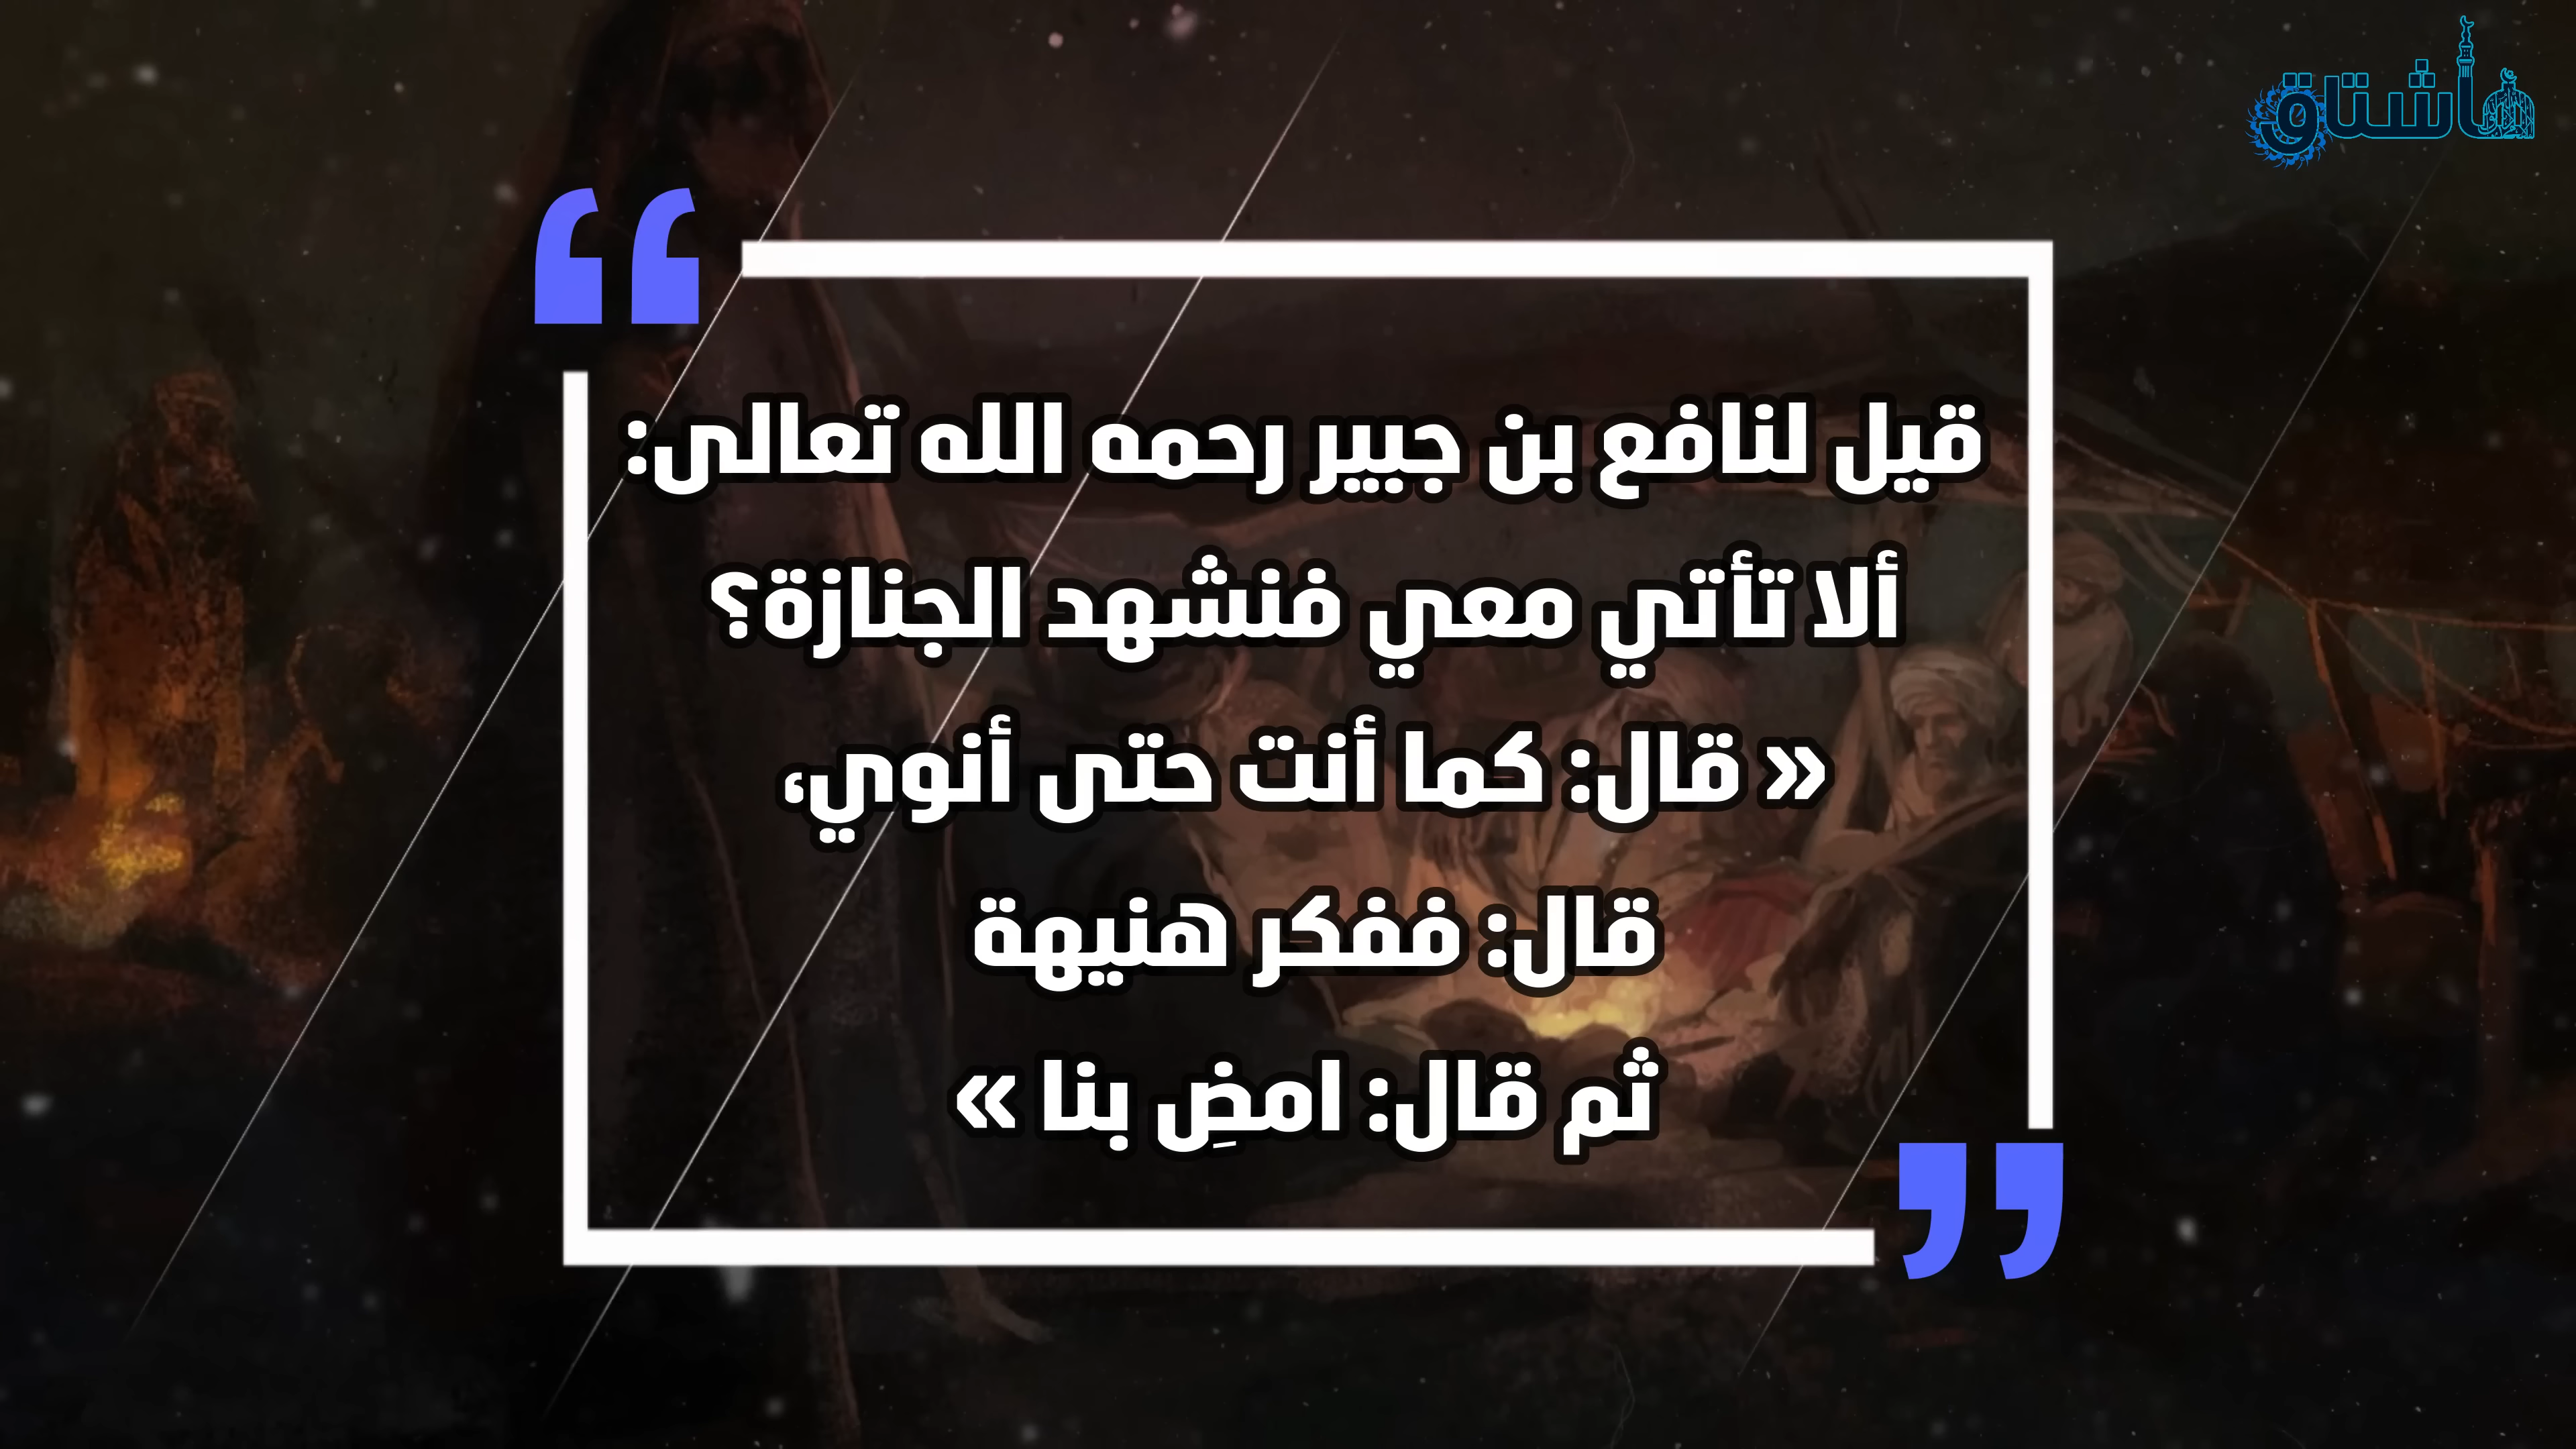 هاشتاق
قيل لنافع بن جبير رحمه الله تعالى:
ألا تأتي معي فنشهد الجنازة؟
« قال: كما أنت حتى أنوي،
قال: ففكر هنيهة
ثم قال: امضِ بنا »